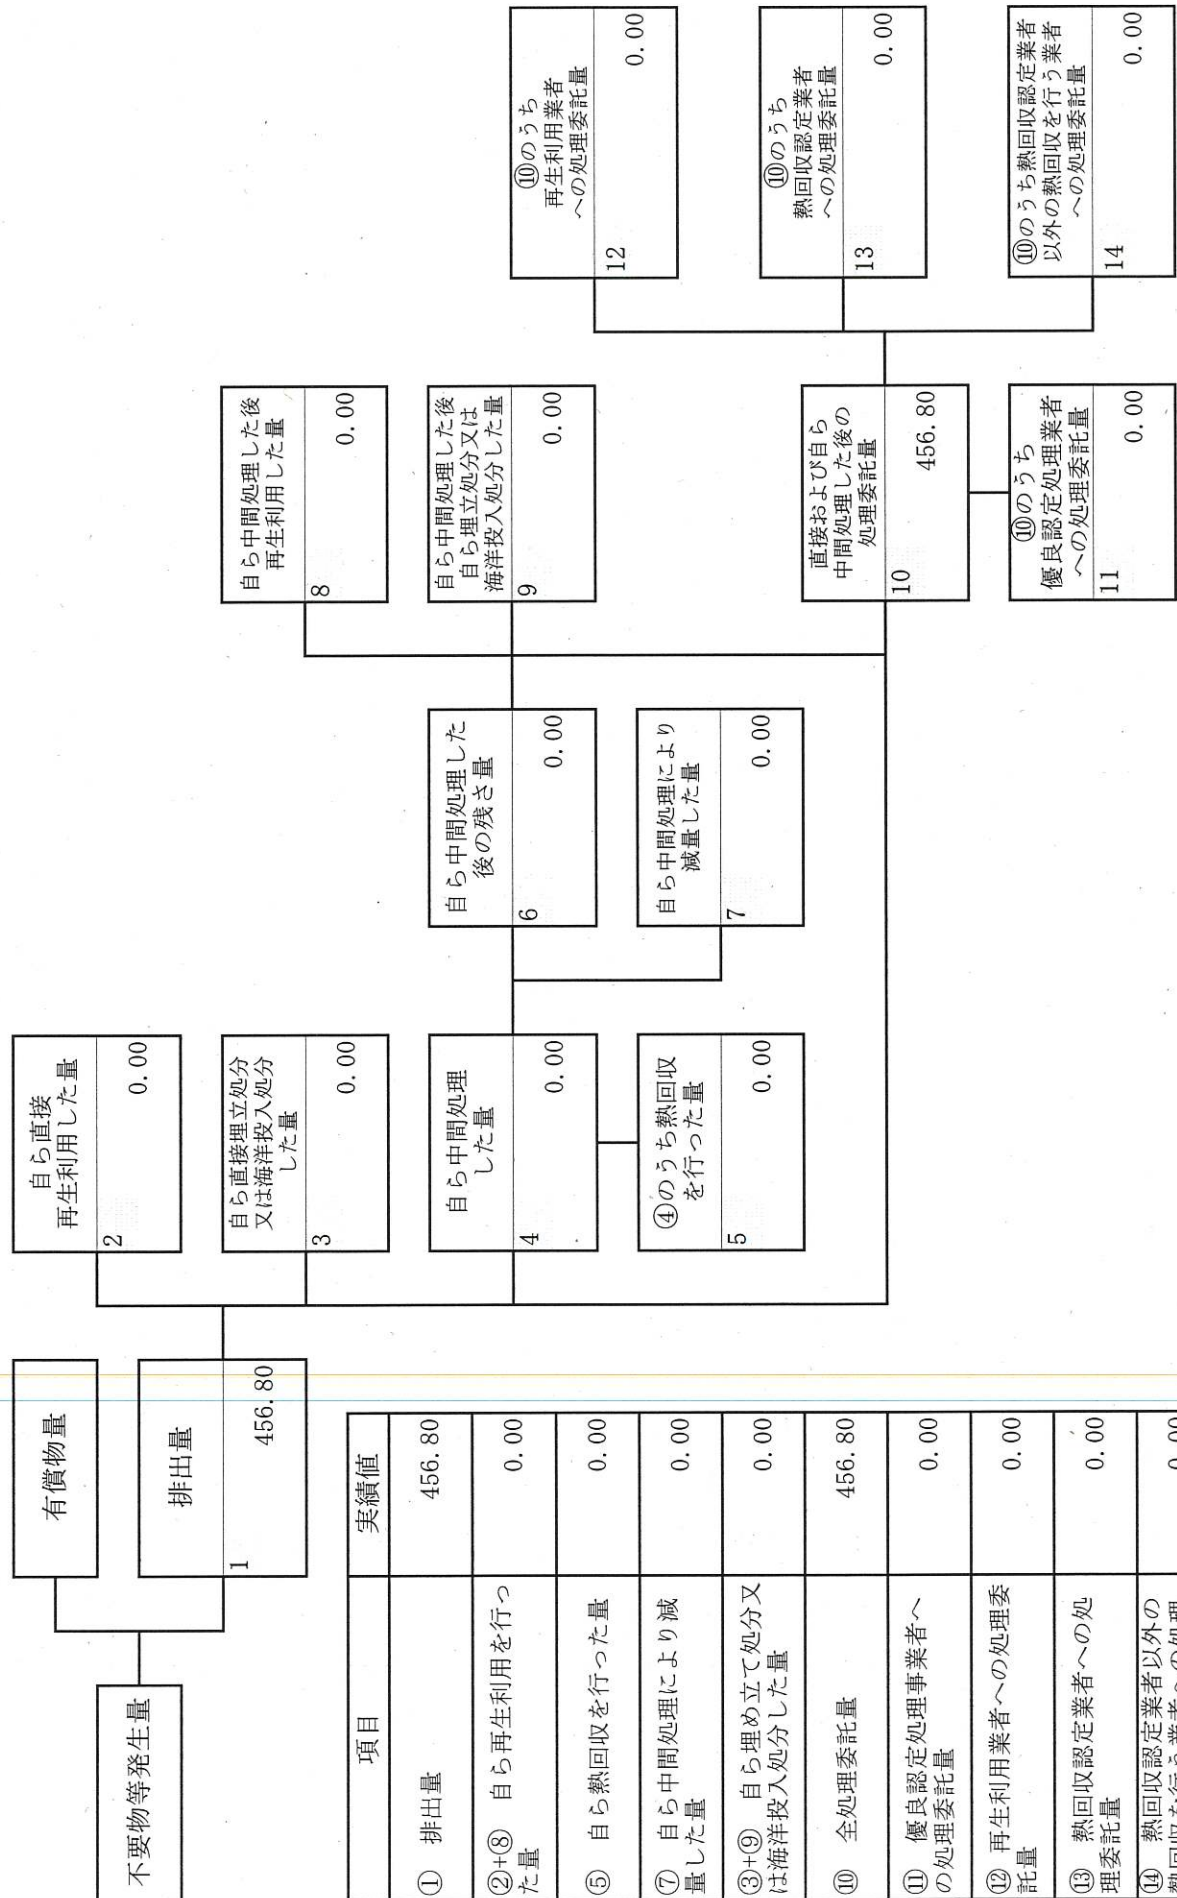 不要物等発生量
有償物量
排出量
1
456.80
自ら直接
再生利用した量
2
0.00
自ら直接埋立処分
又は海洋投入処分
した量
3
0.00
自ら中間処理
した量
4
0.00
④のうち熱回収
を行った量
5
0.00
自ら中間処理した
後の残さ量
6
0.00
自ら中間処理により
減量した量
7
0.00
自ら中間処理した後
再生利用した量
8
0.00
自ら中間処理した後
自ら埋立処分又は
海洋投入処分した量
9
0.00
直接および自ら
中間処理した後の
処理委託量
10
456.80
⑩のうち
優良認定処理業者
への処理委託量
11
0.00
⑩のうち
再生利用業者
への処理委託量
12
0.00
⑩のうち
熱回収認定業者
への処理委託量
13
0.00
⑩のうち熱回収認定業者
以外の熱回収を行う業者
への処理委託量
14
0.00
項目 実績値
① 排出量 456.80
②+⑧ 自ら再生利用を行っ
た量 0.00
⑤ 自ら熱回収を行った量 0.00
⑦ 自ら中間処理により減
量した量 0.00
③+⑨ 自ら埋め立て処分又
は海洋投入処分した量 0.00
⑩ 全処理委託量 456.80
⑪ 優良認定処理事業者へ
の処理委託量 0.00
⑫ 再生利用業者への処理委
託量 0.00
⑬ 熱回収認定業者への処
理委託量 0.00
⑭ 熱回収認定業者以外の
熱回収を行う業者への処理 0.00